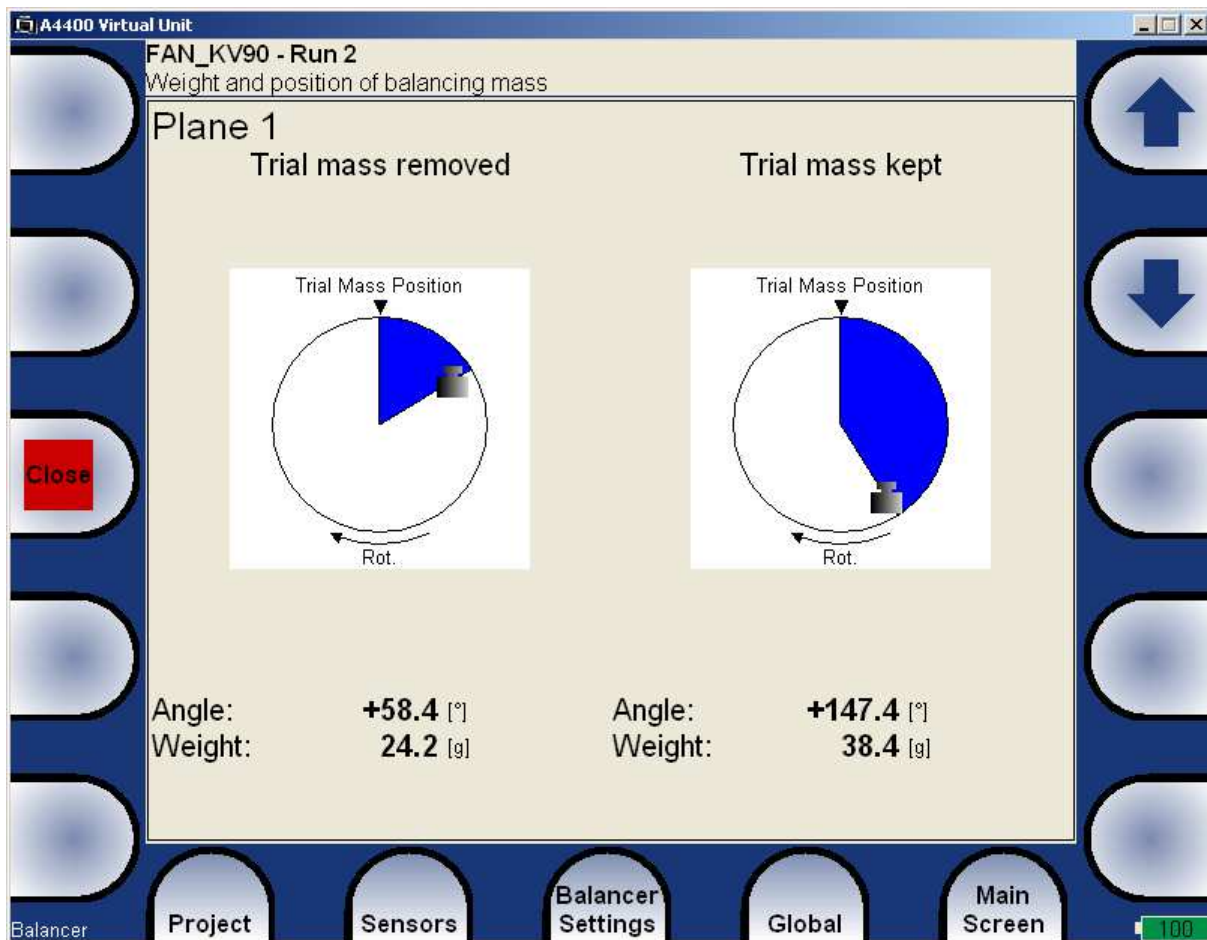 A4400 Virtual Unit
FAN_KV90 - Run 2
Weight and position of balancing mass
Plane 1
Trial mass removed
Trial mass kept
Trial Mass Position
Rot.
Trial Mass Position
Rot.
Angle: +58.4 [°]
Weight: 24.2 [g]
Angle: +147.4 [°]
Weight: 38.4 [g]
Close
Balancer
Project
Sensors
Balancer
Settings
Global
Main
Screen
100